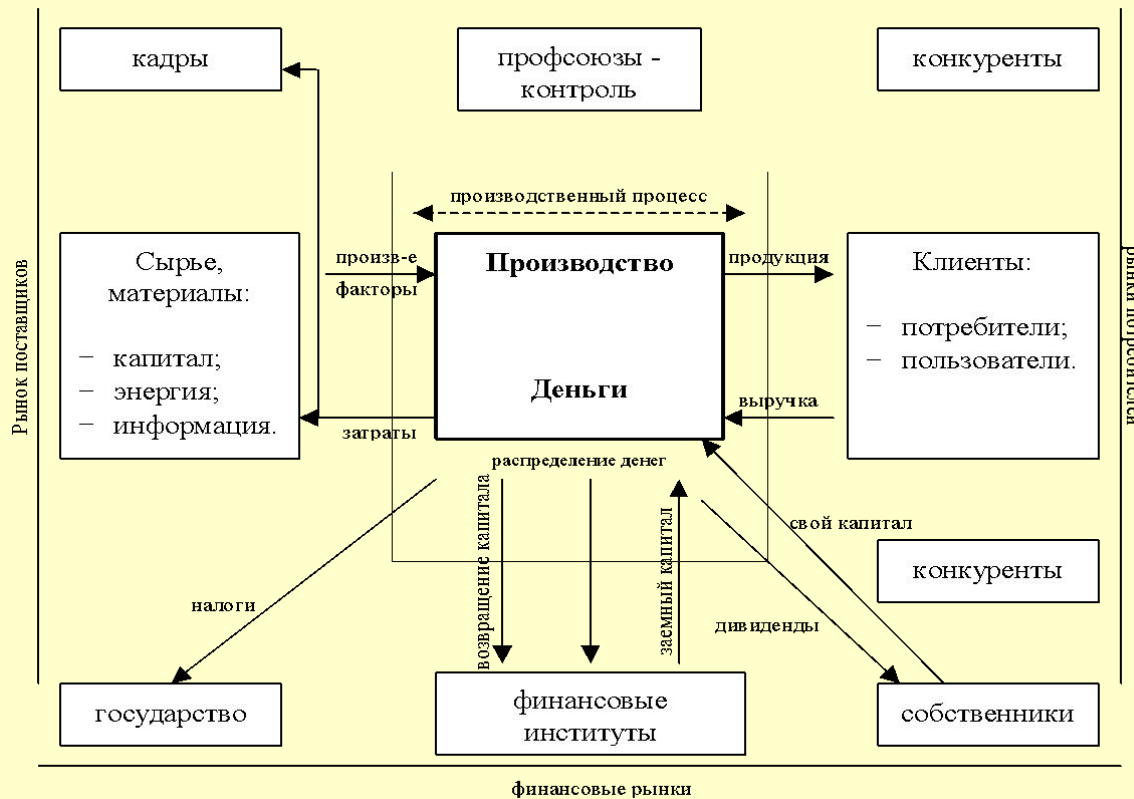 кадры
профсоюзы -
контроль
конкуренты
производственный процесс
Рынок поставщиков
Сырье,
материалы:
– капитал;
– энергия;
– информация.
произв-е
факторы
затраты
Производство
Деньги
продукция
выручка
Клиенты:
– потребители;
– пользователи.
распределение денег
возвращение капитала
заемный капитал
свой капитал
конкуренты
налоги
дивиденды
государство
финансовые
институты
собственники
финансовые рынки